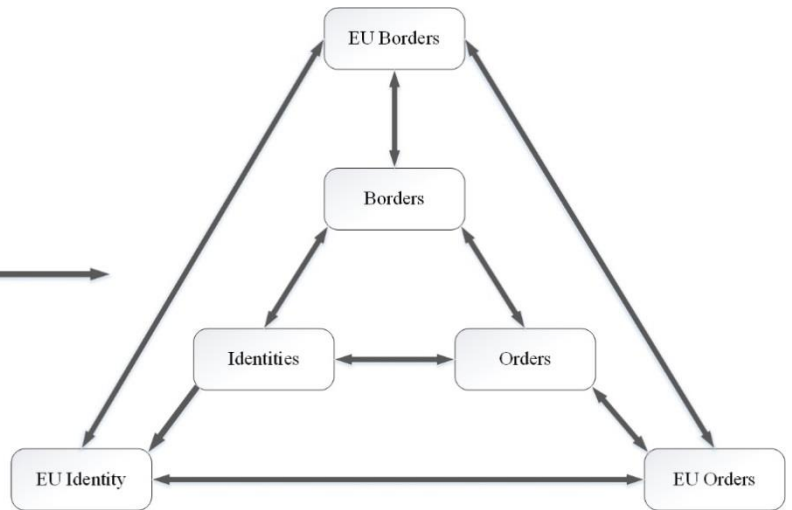 EU Borders
Borders
Identities
Orders
EU Identity
EU Orders